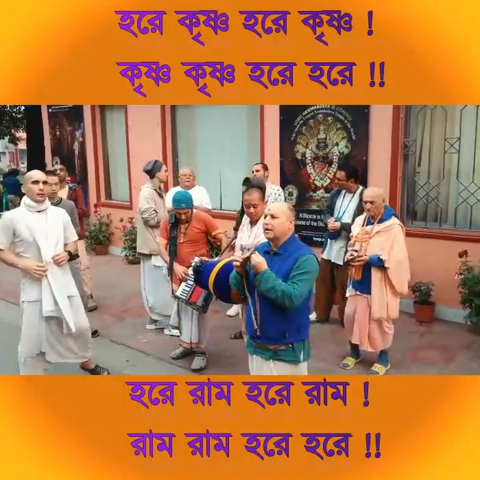 হরে কৃষ্ণ হরে কৃষ্ণ !
কৃষ্ণ কৃষ্ণ হরে হরে !!
হরে রাম হরে রাম !
রাম রাম হরে হরে !!